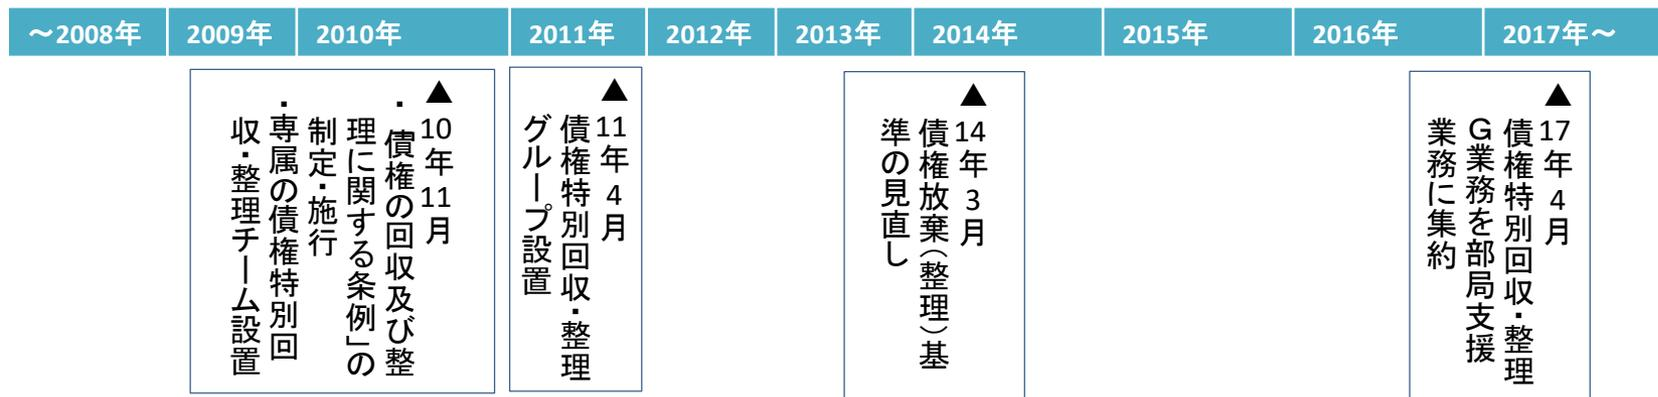 ～2008年
2009年
2010年
2011年
2012年
2013年
2014年
2015年
2016年
2017年～
▲
10年11月
・「債権の回収及び整
理に関する条例」の
制定・施行
・専属の債権特別回
収・整理チーム設置
▲
11年4月
債権特別回収・整理
グループ設置
▲
14年3月
債権放棄（整理）基
準の見直し
▲
17年4月
債権特別回収・整理
Ｇ業務を部局支援
業務に集約